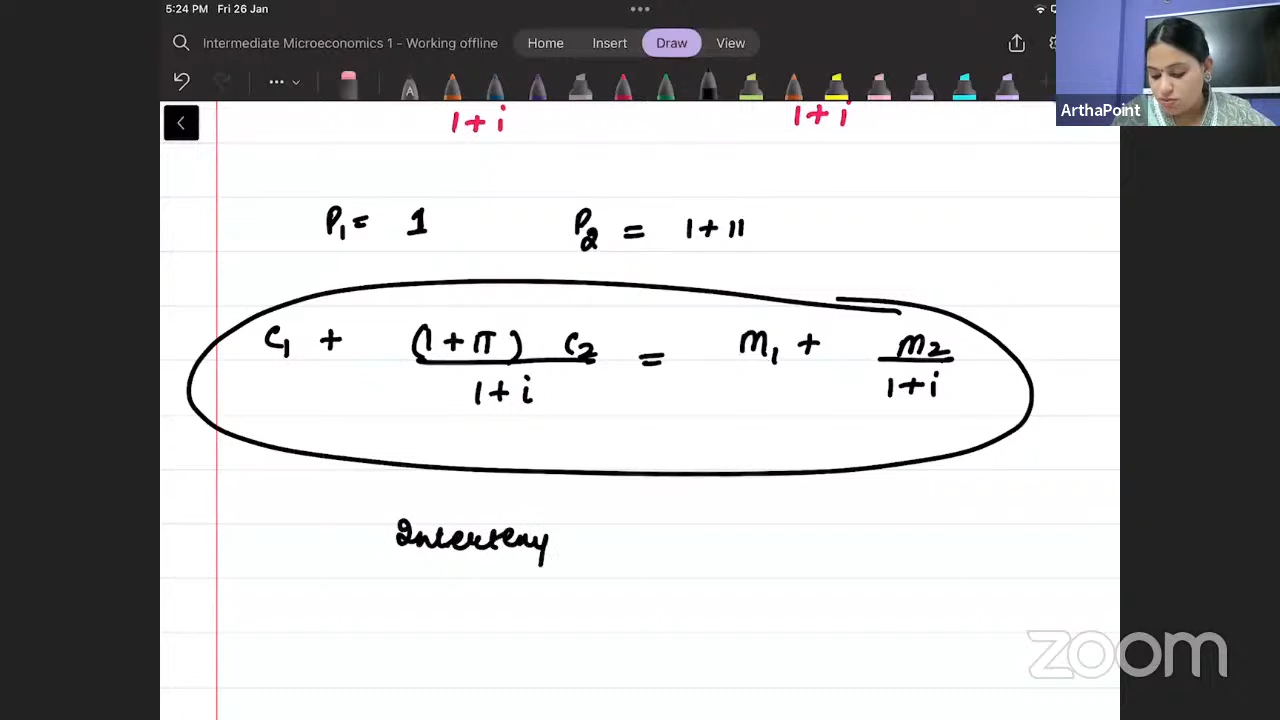 5:24 PM Fri 26 Jan
Intermediate Microeconomics 1 - Working offline Home Insert Draw View
A
ArthaPoint
1 + i 1 + i
P₁ = 1 P₂ = 1 + π
C₁ + (1 + π) C₂ / 1 + i = m₁ + m₂ / 1 + i
Intertemp
zoom